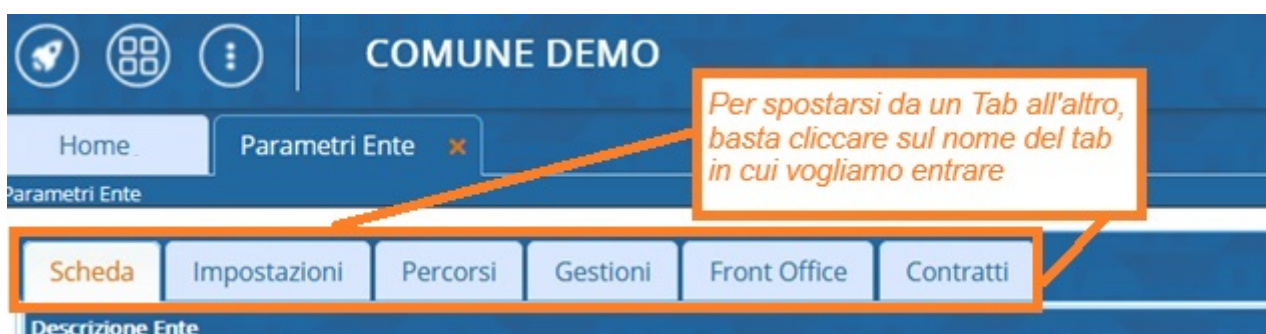 COMUNE DEMO
Per spostarsi da un Tab all'altro,
basta cliccare sul nome del tab
in cui vogliamo entrare
Home
Parametri Ente
Parametri Ente
Scheda Impostazioni Percorsi Gestioni Front Office Contratti
Descrizione Ente